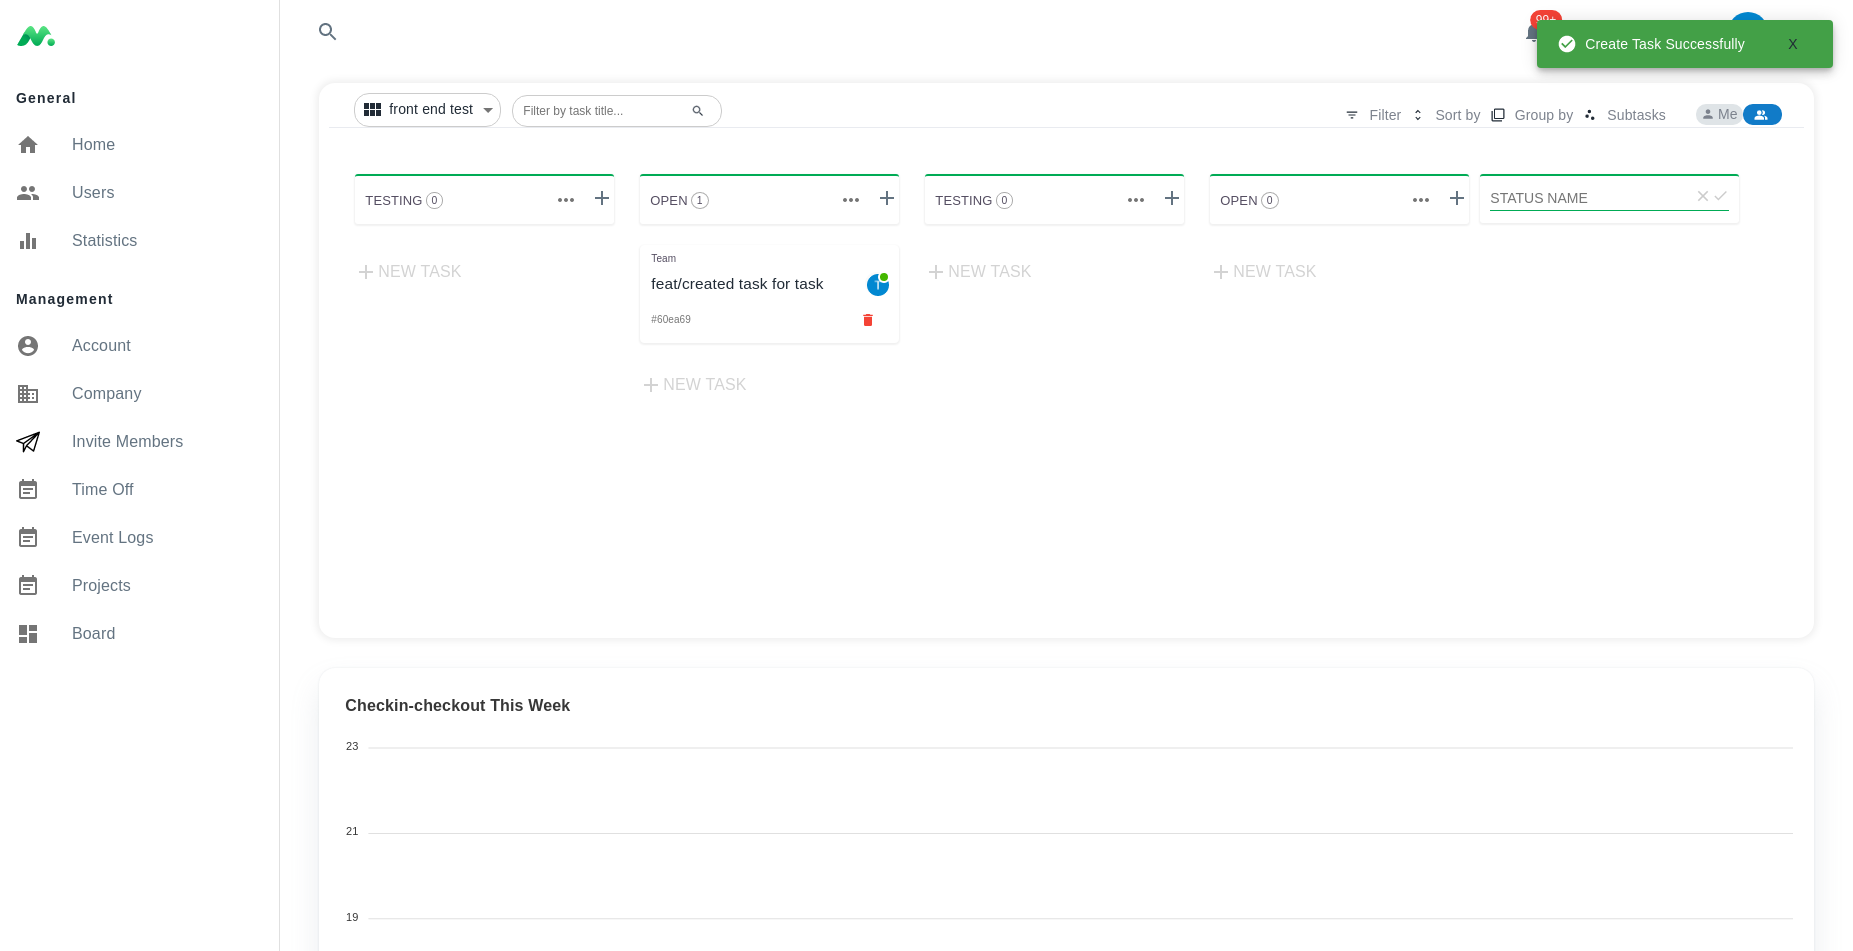 General
Home
Users
Statistics
Management
Account
Company
Invite Members
Time Off
Event Logs
Projects
Board
Create Task Successfully X
front end test
Filter by task title...
Filter Sort by Group by Subtasks Me
TESTING 0
OPEN 1
TESTING 0
OPEN 0
STATUS NAME
NEW TASK
Team
feat/created task for task T
#60ea69
NEW TASK
NEW TASK
NEW TASK
Checkin-checkout This Week
23
21
19